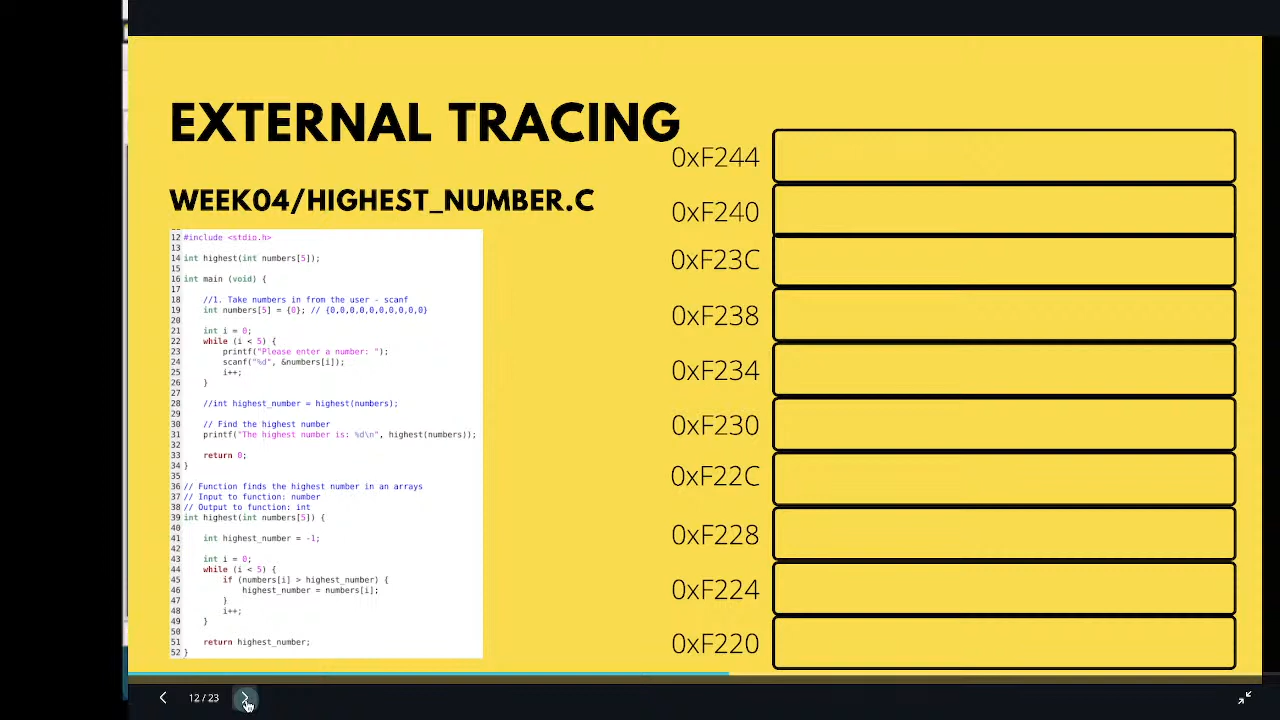 EXTERNAL TRACING
WEEK04/HIGHEST_NUMBER.C
12 #include <stdio.h>
13
14 int highest(int numbers[5]);
15
16 int main (void) {
17
18 //1. Take numbers in from the user - scanf
19 int numbers[5] = {0}; // {0,0,0,0,0,0,0,0,0,0}
20
21 int i = 0;
22 while (i < 5) {
23 printf("Please enter a number: ");
24 scanf("%d", &numbers[i]);
25 i++;
26 }
27
28 //int highest_number = highest(numbers);
29
30 // Find the highest number
31 printf("The highest number is: %d\n", highest(numbers));
32
33 return 0;
34 }
35
36 // Function finds the highest number in an arrays
37 // Input to function: number
38 // Output to function: int
39 int highest(int numbers[5]) {
40
41 int highest_number = -1;
42
43 int i = 0;
44 while (i < 5) {
45 if (numbers[i] > highest_number) {
46 highest_number = numbers[i];
47 }
48 i++;
49 }
50
51 return highest_number;
52 }
0xF244
0xF240
0xF23C
0xF238
0xF234
0xF230
0xF22C
0xF228
0xF224
0xF220
12 / 23